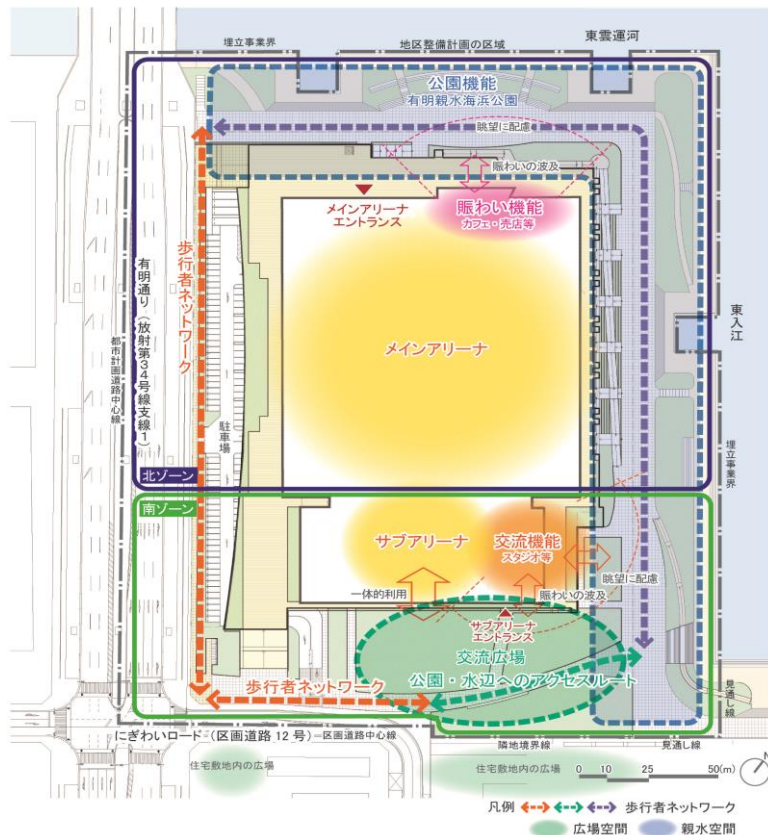 東雲運河
埋立事業界
地区整備計画の区域
公園機能
有明親水海浜公園
眺望に配慮
賑わいの波及
メインアリーナ
エントランス
賑わい機能
カフェ・売店等
歩行者ネットワーク
有明通り（放射第34号線支線1）
都市計画道路中心線
メインアリーナ
東入江
駐車場
埋立事業界
北ゾーン
南ゾーン
サブアリーナ
交流機能
スタジオ等
眺望に配慮
一体的利用
賑わいの波及
サブアリーナ
エントランス
交流広場
公園・水辺へのアクセスルート
歩行者ネットワーク
見通し線
にぎわいロード（区画道路12号）
区画道路中心線
隣地境界線
見通し線
住宅敷地内の広場
住宅敷地内の広場
0 10 25 50(m)
N
凡例 歩行者ネットワーク
広場空間 親水空間